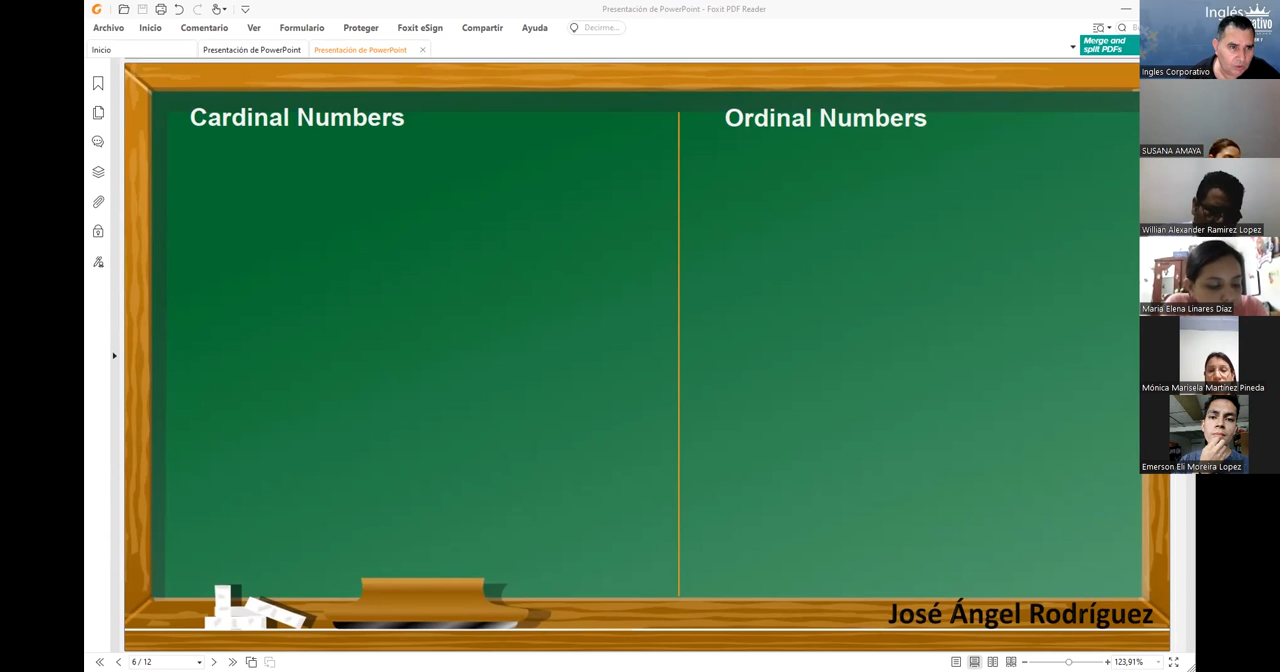 Presentación de PowerPoint - Foxit PDF Reader
Archivo Inicio Comentario Ver Formulario Proteger Foxit eSign Compartir Ayuda Decirme...
Inicio Presentación de PowerPoint Presentación de PowerPoint
Merge and
split PDFs
Inglés
Ingles Corporativo
Cardinal Numbers Ordinal Numbers
SUSANA AMAYA
Willian Alexander Ramirez Lopez
Maria Elena Linares Diaz
Mónica Marisela Martínez Pineda
Emerson Eli Moreira Lopez
José Ángel Rodríguez
6 / 12 123,91%